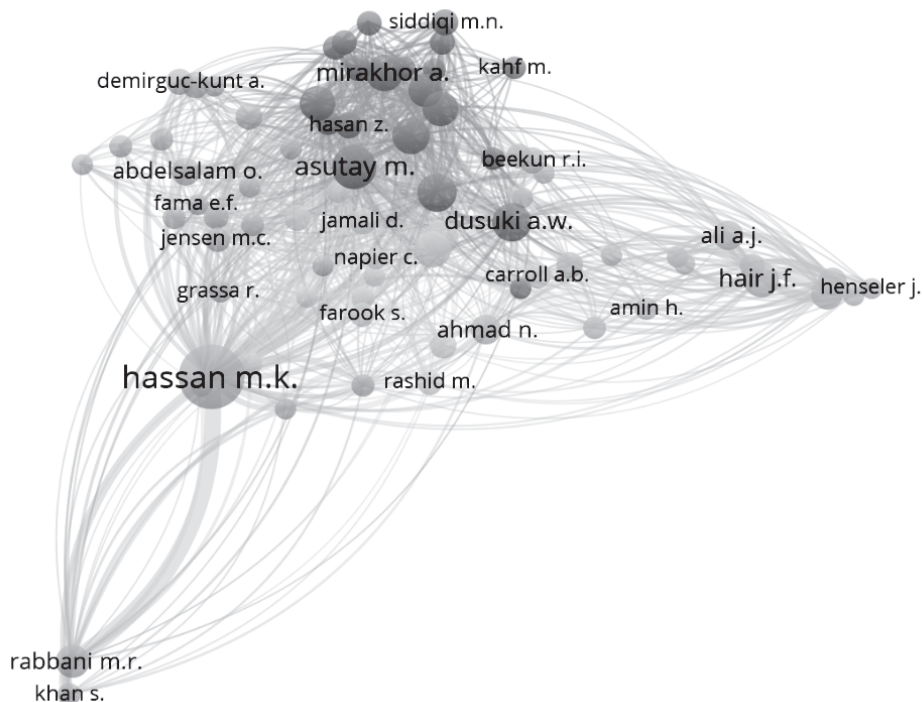 siddiqi m.n.
kahf m.
mirakhor a.
demirguc-kunt a.
hasan z.
beekun r.i.
asutay m.
abdelsalam o.
fama e.f.
jamali d.
dusuki a.w.
jensen m.c.
ali a.j.
napier c.
carroll a.b.
hair j.f.
henseler j.
grassa r.
farook s.
amin h.
ahmad n.
hassan m.k.
rashid m.
rabbani m.r.
khan s.